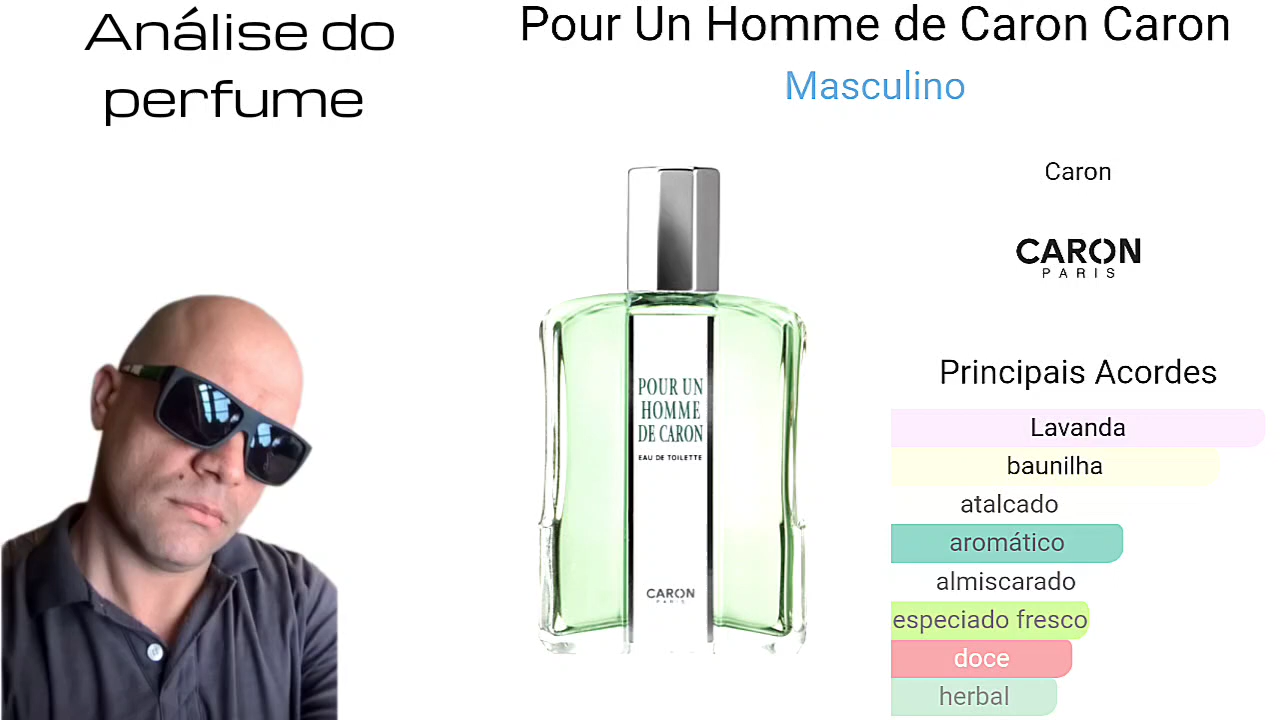 Análise do
perfume
Pour Un Homme de Caron Caron
Masculino
POUR UN
HOMME
DE CARON
EAU DE TOILETTE
CARON
PARIS
Caron
CARON
PARIS
Principais Acordes
Lavanda
baunilha
atalcado
aromático
almiscarado
especiado fresco
doce
herbal